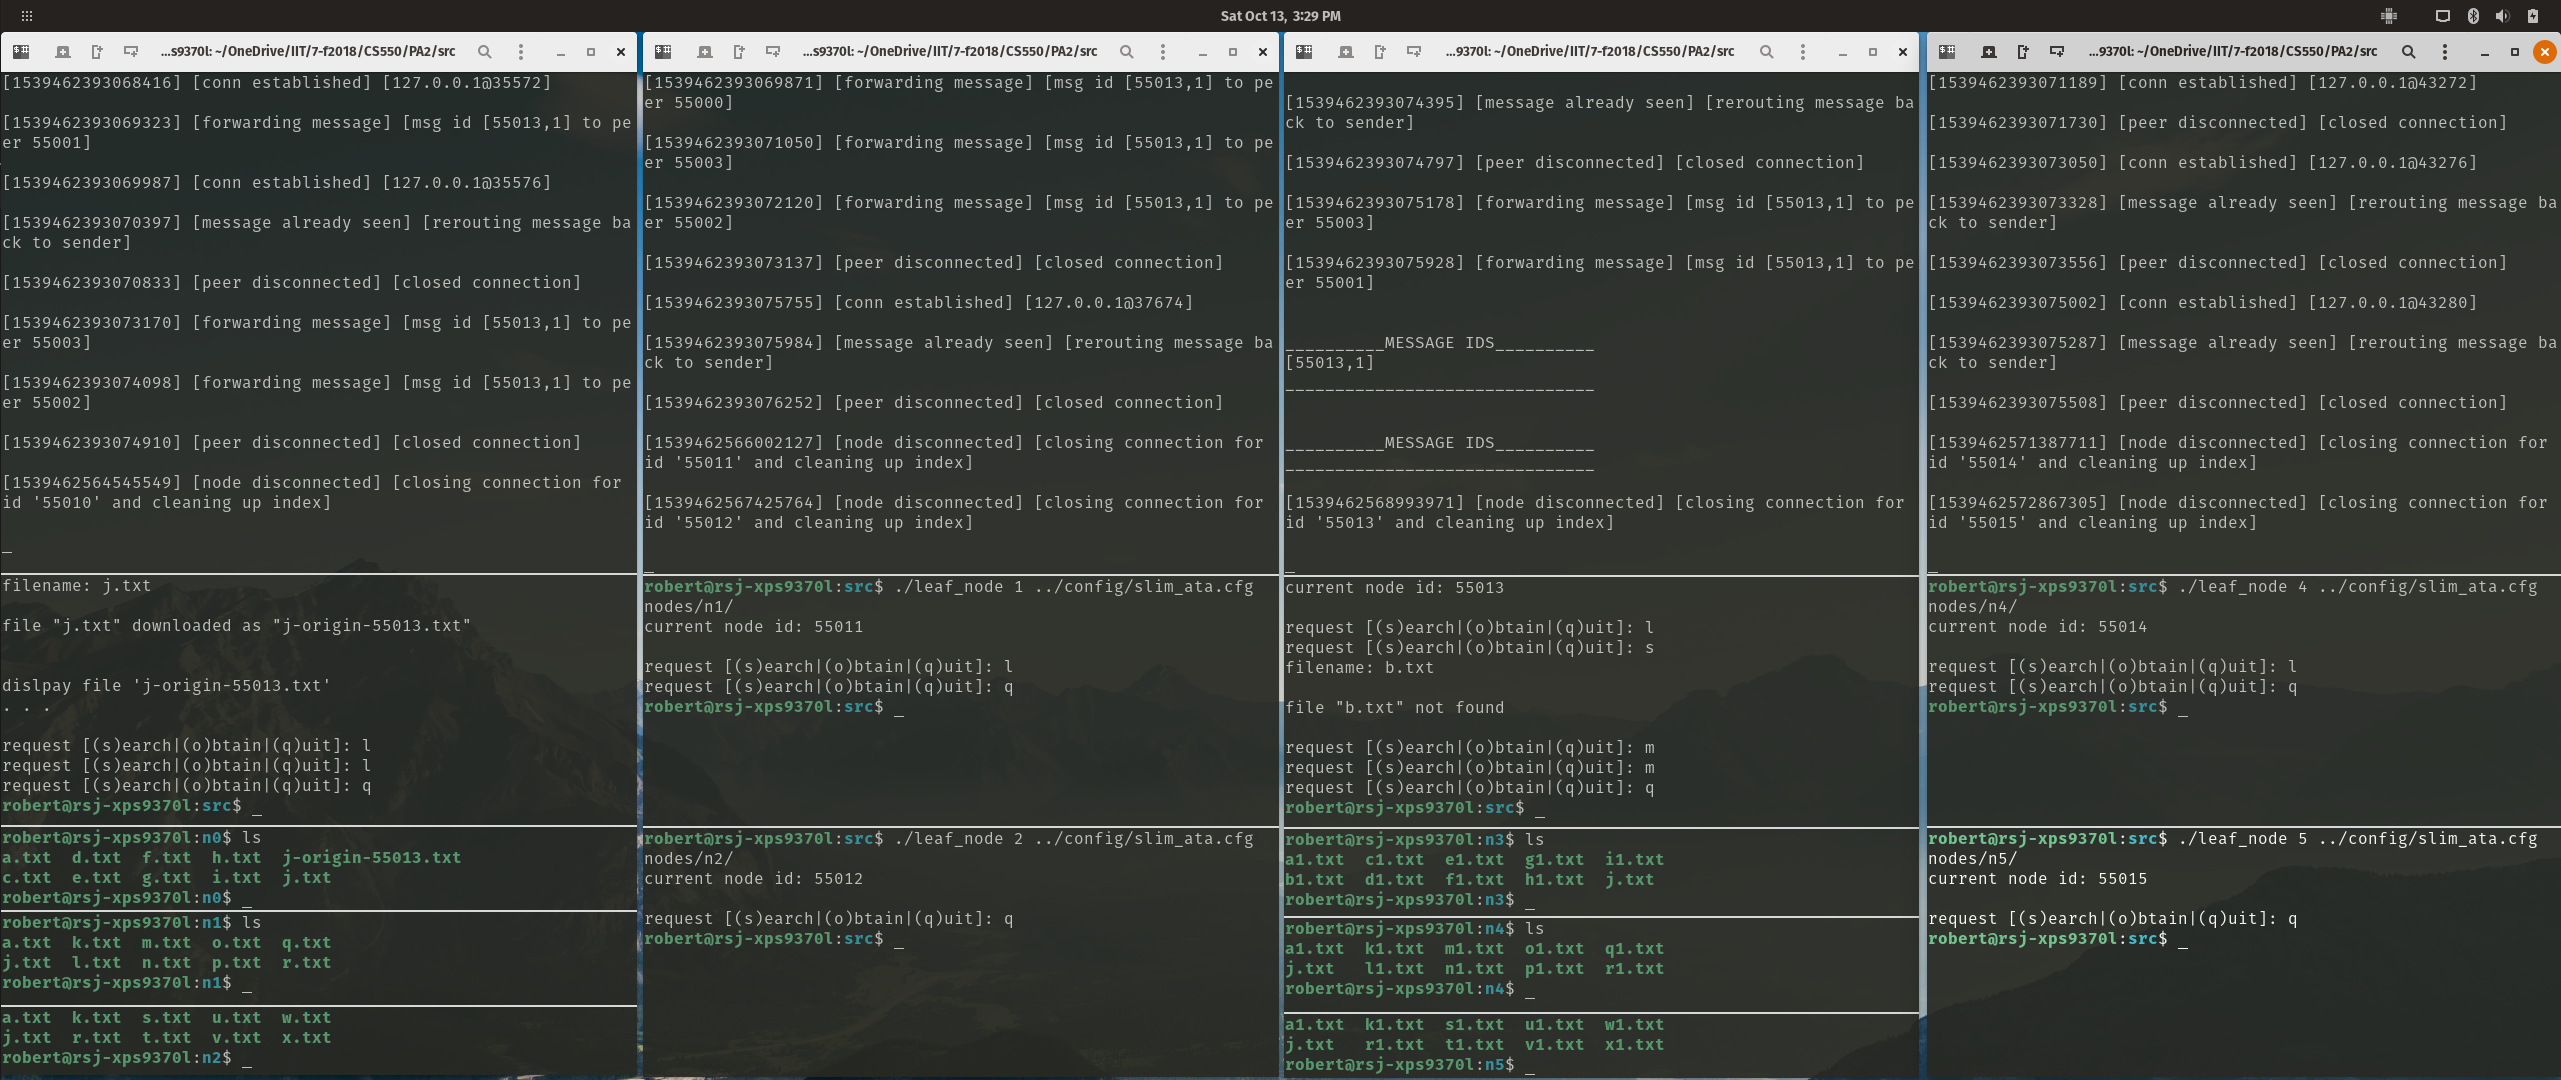 Sat Oct 13, 3:29 PM
...s9370l: ~/OneDrive/IIT/7-f2018/CS550/PA2/src
[1539462393068416] [conn established] [127.0.0.1@35572]
[1539462393069323] [forwarding message] [msg id [55013,1] to pe
er 55001]
[1539462393069987] [conn established] [127.0.0.1@35576]
[1539462393070397] [message already seen] [rerouting message ba
ck to sender]
[1539462393070833] [peer disconnected] [closed connection]
[1539462393073170] [forwarding message] [msg id [55013,1] to pe
er 55003]
[1539462393074098] [forwarding message] [msg id [55013,1] to pe
er 55002]
[1539462393074910] [peer disconnected] [closed connection]
[1539462564545549] [node disconnected] [closing connection for
id '55010' and cleaning up index]
_
filename: j.txt
file "j.txt" downloaded as "j-origin-55013.txt"
dislpay file 'j-origin-55013.txt'
. . .
request [(s)earch|(o)btain|(q)uit]: l
request [(s)earch|(o)btain|(q)uit]: l
request [(s)earch|(o)btain|(q)uit]: q
robert@rsj-xps9370l:src$ _
robert@rsj-xps9370l:n0$ ls
a.txt  d.txt  f.txt  h.txt  j-origin-55013.txt
c.txt  e.txt  g.txt  i.txt  j.txt
robert@rsj-xps9370l:n0$ _
robert@rsj-xps9370l:n1$ ls
a.txt  k.txt  m.txt  o.txt  q.txt
j.txt  l.txt  n.txt  p.txt  r.txt
robert@rsj-xps9370l:n1$ _
a.txt  k.txt  s.txt  u.txt  w.txt
j.txt  r.txt  t.txt  v.txt  x.txt
robert@rsj-xps9370l:n2$ _
...s9370l: ~/OneDrive/IIT/7-f2018/CS550/PA2/src
[1539462393069871] [forwarding message] [msg id [55013,1] to pe
er 55000]
[1539462393071050] [forwarding message] [msg id [55013,1] to pe
er 55003]
[1539462393072120] [forwarding message] [msg id [55013,1] to pe
er 55002]
[1539462393073137] [peer disconnected] [closed connection]
[1539462393075755] [conn established] [127.0.0.1@37674]
[1539462393075984] [message already seen] [rerouting message ba
ck to sender]
[1539462393076252] [peer disconnected] [closed connection]
[1539462566002127] [node disconnected] [closing connection for
id '55011' and cleaning up index]
[1539462567425764] [node disconnected] [closing connection for
id '55012' and cleaning up index]
_
robert@rsj-xps9370l:src$ ./leaf_node 1 ../config/slim_ata.cfg
nodes/n1/
current node id: 55011
request [(s)earch|(o)btain|(q)uit]: l
request [(s)earch|(o)btain|(q)uit]: q
robert@rsj-xps9370l:src$ _
robert@rsj-xps9370l:src$ ./leaf_node 2 ../config/slim_ata.cfg
nodes/n2/
current node id: 55012
request [(s)earch|(o)btain|(q)uit]: q
robert@rsj-xps9370l:src$ _
...9370l: ~/OneDrive/IIT/7-f2018/CS550/PA2/src
[1539462393074395] [message already seen] [rerouting message ba
ck to sender]
[1539462393074797] [peer disconnected] [closed connection]
[1539462393075178] [forwarding message] [msg id [55013,1] to pe
er 55003]
[1539462393075928] [forwarding message] [msg id [55013,1] to pe
er 55001]
__________MESSAGE IDS__________
[55013,1]
_______________________________
__________MESSAGE IDS__________
_______________________________
[1539462568993971] [node disconnected] [closing connection for
id '55013' and cleaning up index]
_
current node id: 55013
request [(s)earch|(o)btain|(q)uit]: l
request [(s)earch|(o)btain|(q)uit]: s
filename: b.txt
file "b.txt" not found
request [(s)earch|(o)btain|(q)uit]: m
request [(s)earch|(o)btain|(q)uit]: m
request [(s)earch|(o)btain|(q)uit]: q
robert@rsj-xps9370l:src$ _
robert@rsj-xps9370l:n3$ ls
a1.txt  c1.txt  e1.txt  g1.txt  i1.txt
b1.txt  d1.txt  f1.txt  h1.txt  j.txt
robert@rsj-xps9370l:n3$ _
robert@rsj-xps9370l:n4$ ls
a1.txt  k1.txt  m1.txt  o1.txt  q1.txt
j.txt   l1.txt  n1.txt  p1.txt  r1.txt
robert@rsj-xps9370l:n4$ _
a1.txt  k1.txt  s1.txt  u1.txt  w1.txt
j.txt   r1.txt  t1.txt  v1.txt  x1.txt
robert@rsj-xps9370l:n5$ _
...9370l: ~/OneDrive/IIT/7-f2018/CS550/PA2/src
[1539462393071189] [conn established] [127.0.0.1@43272]
[1539462393071730] [peer disconnected] [closed connection]
[1539462393073050] [conn established] [127.0.0.1@43276]
[1539462393073328] [message already seen] [rerouting message ba
ck to sender]
[1539462393073556] [peer disconnected] [closed connection]
[1539462393075002] [conn established] [127.0.0.1@43280]
[1539462393075287] [message already seen] [rerouting message ba
ck to sender]
[1539462393075508] [peer disconnected] [closed connection]
[1539462571387711] [node disconnected] [closing connection for
id '55014' and cleaning up index]
[1539462572867305] [node disconnected] [closing connection for
id '55015' and cleaning up index]
_
robert@rsj-xps9370l:src$ ./leaf_node 4 ../config/slim_ata.cfg
nodes/n4/
current node id: 55014
request [(s)earch|(o)btain|(q)uit]: l
request [(s)earch|(o)btain|(q)uit]: q
robert@rsj-xps9370l:src$ _
robert@rsj-xps9370l:src$ ./leaf_node 5 ../config/slim_ata.cfg
nodes/n5/
current node id: 55015
request [(s)earch|(o)btain|(q)uit]: q
robert@rsj-xps9370l:src$ _